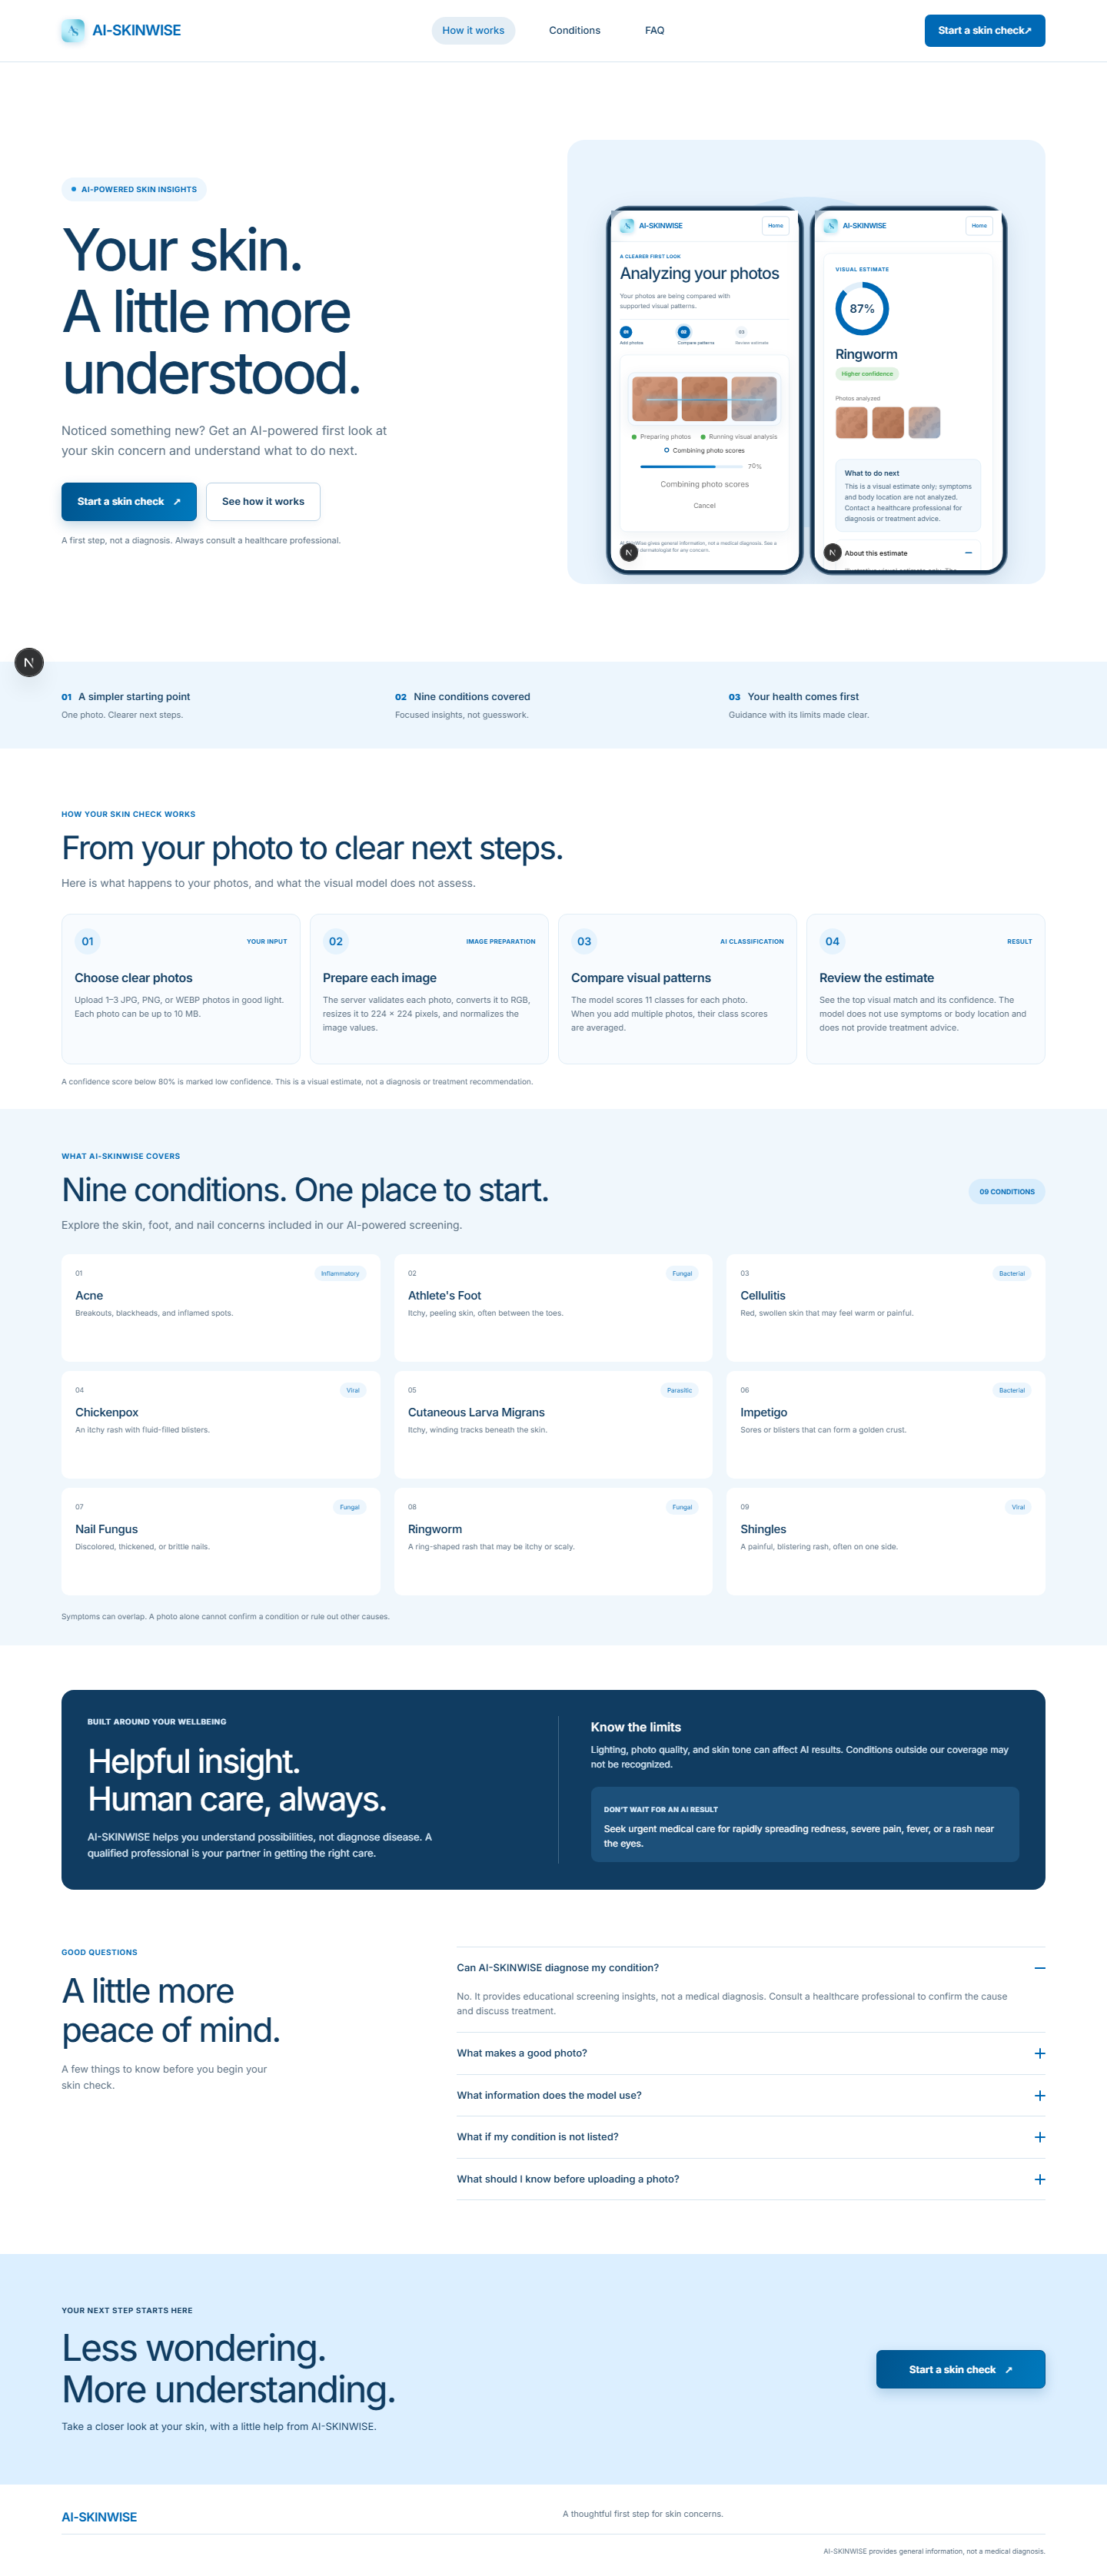 AI-SKINWISE
How it works
Conditions
FAQ
Start a skin check↗
AI-POWERED SKIN INSIGHTS
Your skin.
A little more
understood.
Noticed something new? Get an AI-powered first look at
your skin concern and understand what to do next.
Start a skin check ↗
See how it works
A first step, not a diagnosis. Always consult a healthcare professional.
AI-SKINWISE
Home
A CLEARER FIRST LOOK
Analyzing your photos
Your photos are being compared with
supported visual patterns.
01
02
03
Add photos
Compare patterns
Review estimate
Preparing photos
Running visual analysis
Combining photo scores
70%
Combining photo scores
Cancel
gives general information, not a medical diagnosis. See a
dermatologist for any concern.
N
AI-SKINWISE
Home
VISUAL ESTIMATE
87%
Ringworm
Higher confidence
Photos analyzed
What to do next
This is a visual estimate only; symptoms
and body location are not analyzed.
Contact a healthcare professional for
diagnosis or treatment advice.
N
About this estimate
N
01 A simpler starting point
One photo. Clearer next steps.
02 Nine conditions covered
Focused insights, not guesswork.
03 Your health comes first
Guidance with its limits made clear.
HOW YOUR SKIN CHECK WORKS
From your photo to clear next steps.
Here is what happens to your photos, and what the visual model does not assess.
01
YOUR INPUT
Choose clear photos
Upload 1–3 JPG, PNG, or WEBP photos in good light.
Each photo can be up to 10 MB.
02
IMAGE PREPARATION
Prepare each image
The server validates each photo, converts it to RGB,
resizes it to 224 × 224 pixels, and normalizes the
image values.
03
AI CLASSIFICATION
Compare visual patterns
The model scores 11 classes for each photo.
When you add multiple photos, their class scores
are averaged.
04
RESULT
Review the estimate
See the top visual match and its confidence. The
model does not use symptoms or body location and
does not provide treatment advice.
A confidence score below 80% is marked low confidence. This is a visual estimate, not a diagnosis or treatment recommendation.
WHAT AI-SKINWISE COVERS
Nine conditions. One place to start.
09 CONDITIONS
Explore the skin, foot, and nail concerns included in our AI-powered screening.
01
Inflammatory
Acne
Breakouts, blackheads, and inflamed spots.
02
Fungal
Athlete's Foot
Itchy, peeling skin, often between the toes.
03
Bacterial
Cellulitis
Red, swollen skin that may feel warm or painful.
04
Viral
Chickenpox
An itchy rash with fluid-filled blisters.
05
Parasitic
Cutaneous Larva Migrans
Itchy, winding tracks beneath the skin.
06
Bacterial
Impetigo
Sores or blisters that can form a golden crust.
07
Fungal
Nail Fungus
Discolored, thickened, or brittle nails.
08
Fungal
Ringworm
A ring-shaped rash that may be itchy or scaly.
09
Viral
Shingles
A painful, blistering rash, often on one side.
Symptoms can overlap. A photo alone cannot confirm a condition or rule out other causes.
BUILT AROUND YOUR WELLBEING
Helpful insight.
Human care, always.
AI-SKINWISE helps you understand possibilities, not diagnose disease. A
qualified professional is your partner in getting the right care.
Know the limits
Lighting, photo quality, and skin tone can affect AI results. Conditions outside our coverage may
not be recognized.
DON'T WAIT FOR AN AI RESULT
Seek urgent medical care for rapidly spreading redness, severe pain, fever, or a rash near
the eyes.
GOOD QUESTIONS
A little more
peace of mind.
A few things to know before you begin your
skin check.
Can AI-SKINWISE diagnose my condition?
No. It provides educational screening insights, not a medical diagnosis. Consult a healthcare professional to confirm the cause
and discuss treatment.
What makes a good photo?
What information does the model use?
What if my condition is not listed?
What should I know before uploading a photo?
YOUR NEXT STEP STARTS HERE
Less wondering.
More understanding.
Take a closer look at your skin, with a little help from AI-SKINWISE.
Start a skin check ↗
AI-SKINWISE
A thoughtful first step for skin concerns.
AI-SKINWISE provides general information, not a medical diagnosis.